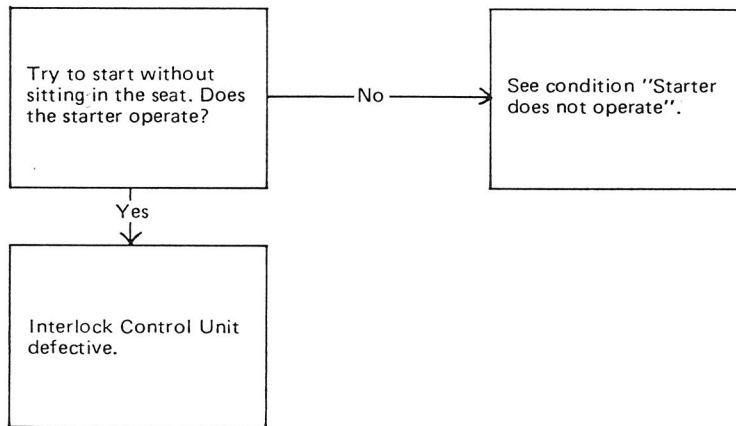 Try to start without
sitting in the seat. Does
the starter operate?
No
See condition "Starter
does not operate".
Yes
Interlock Control Unit
defective.